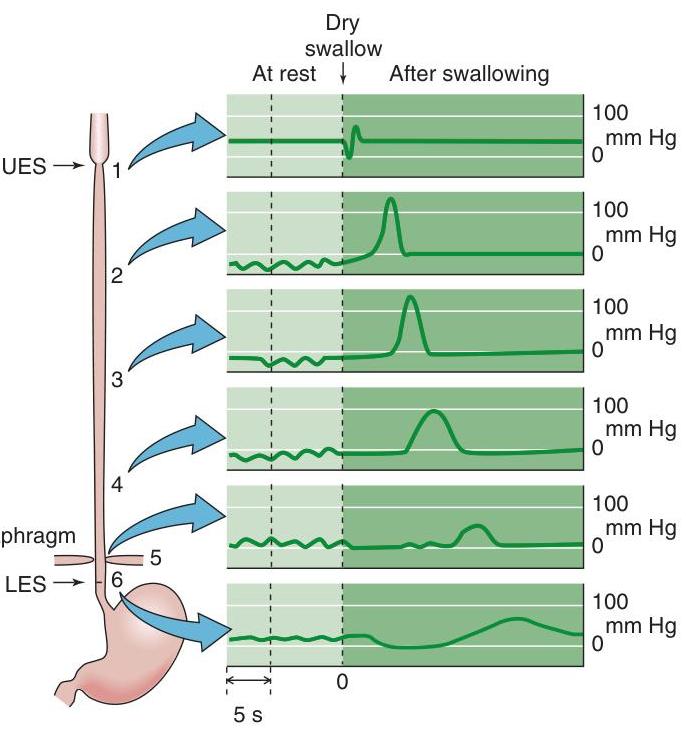 Dry
swallow
At rest
After swallowing
UES
1
100
mm Hg
0
2
100
mm Hg
0
3
100
mm Hg
0
4
100
mm Hg
0
phragm
5
100
mm Hg
0
LES
6
100
mm Hg
0
0
5 s